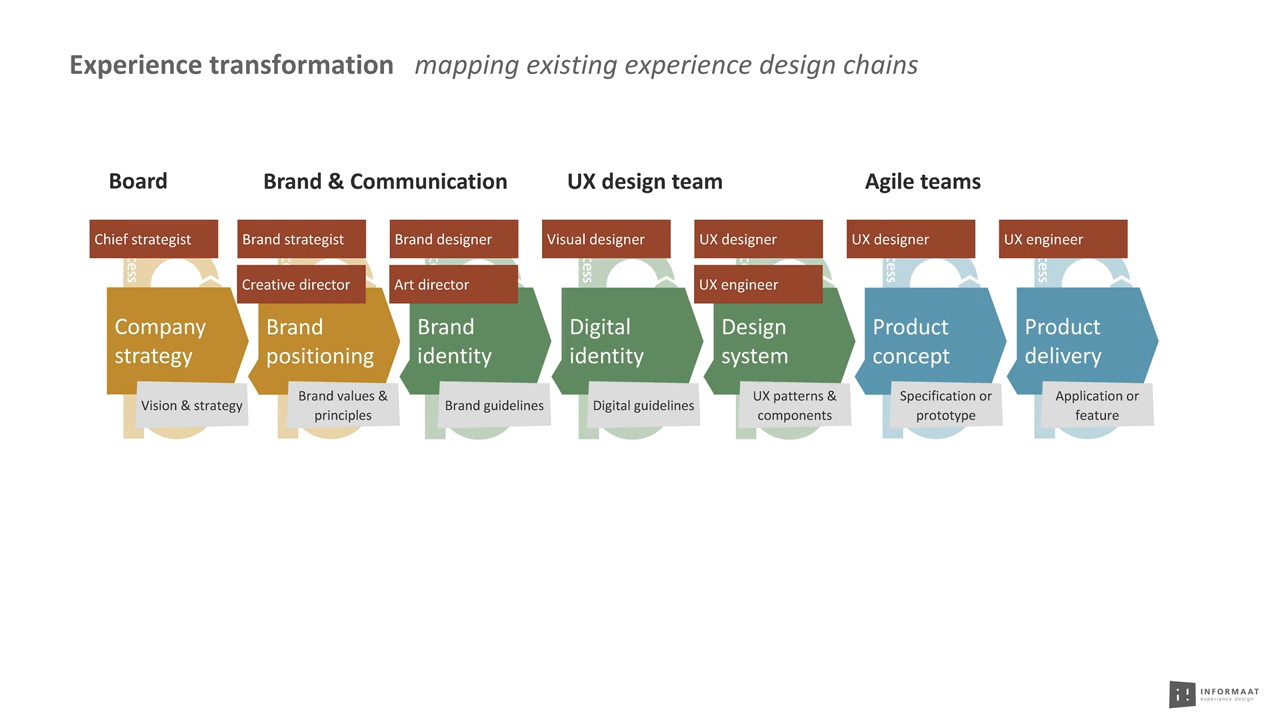 Experience transformation mapping existing experience design chains
Board
Brand & Communication
UX design team
Agile teams
Chief strategist
Brand strategist
Brand designer
Visual designer
UX designer
UX designer
UX engineer
Creative director
Art director
UX engineer
Company
strategy
Brand
positioning
Brand
identity
Digital
identity
Design
system
Product
concept
Product
delivery
Vision & strategy
Brand values &
principles
Brand guidelines
Digital guidelines
UX patterns &
components
Specification or
prototype
Application or
feature
INFORMAAT
experience design